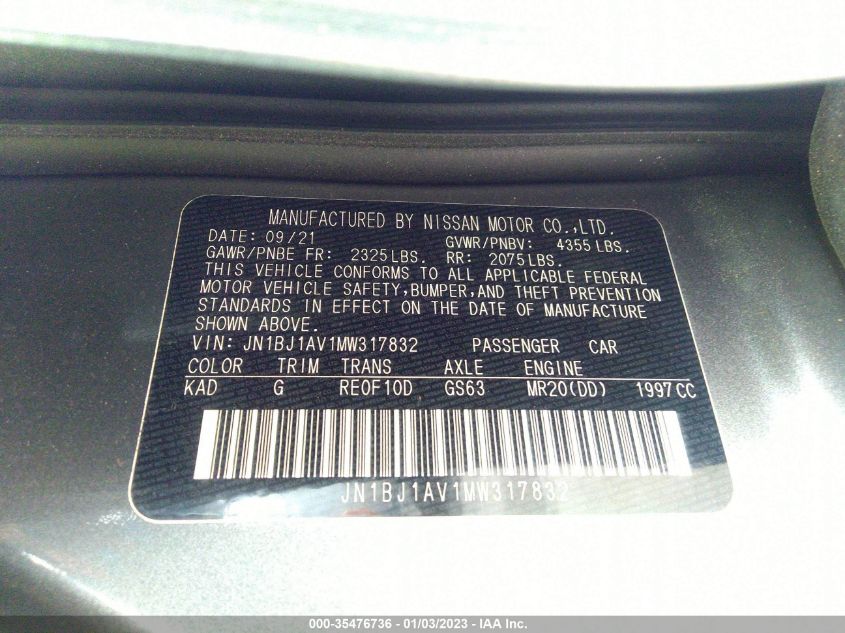 MANUFACTURED BY NISSAN MOTOR CO.,LTD.
DATE: 09/21 GVWR/PNBV: 4355 LBS.
GAWR/PNBE FR: 2325 LBS. RR: 2075 LBS.
THIS VEHICLE CONFORMS TO ALL APPLICABLE FEDERAL
MOTOR VEHICLE SAFETY,BUMPER,AND THEFT PREVENTION
STANDARDS IN EFFECT ON THE DATE OF MANUFACTURE
SHOWN ABOVE.
VIN: JN1BJ1AV1MW317832 PASSENGER CAR
COLOR TRIM TRANS AXLE ENGINE
KAD G RE0F10D GS63 MR20(DD) 1997CC
JN1BJ1AV1MW317832
000-35476736 - 01/03/2023 - IAA Inc.